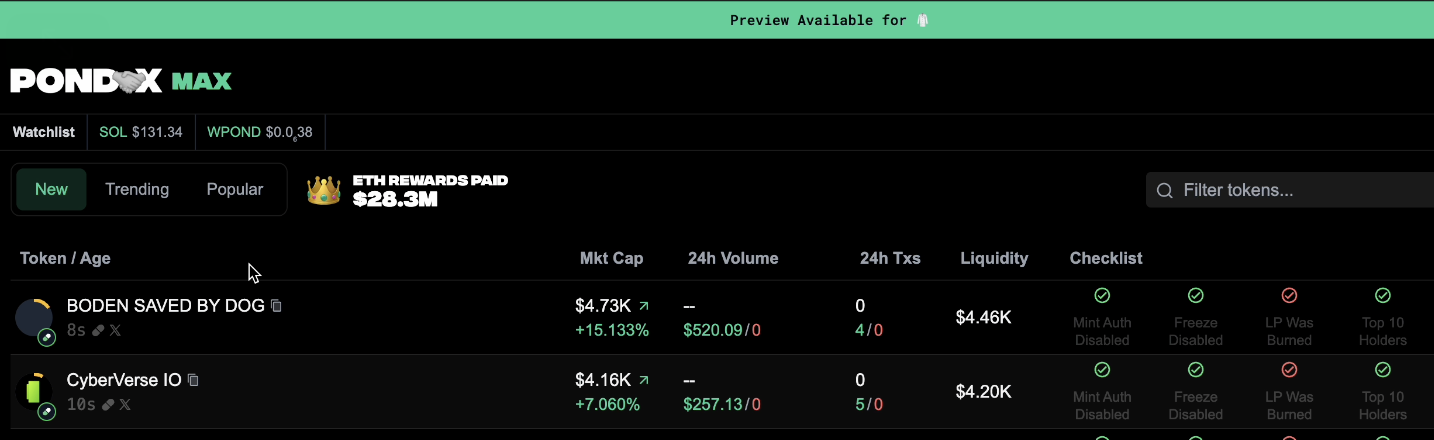 Preview Available for
PONDX MAX
Watchlist SOL $131.34 WPOND $0.0₆38
New Trending Popular
ETH REWARDS PAID
$28.3M
Filter tokens...
Token / Age Mkt Cap 24h Volume 24h Txs Liquidity Checklist
BODEN SAVED BY DOG $4.73K -- 0
8s +15.133% $520.09/0 4/0 $4.46K
Mint Auth Disabled Freeze Disabled LP Was Burned Top 10 Holders
CyberVerse IO $4.16K -- 0
10s +7.060% $257.13/0 5/0 $4.20K
Mint Auth Disabled Freeze Disabled LP Was Burned Top 10 Holders